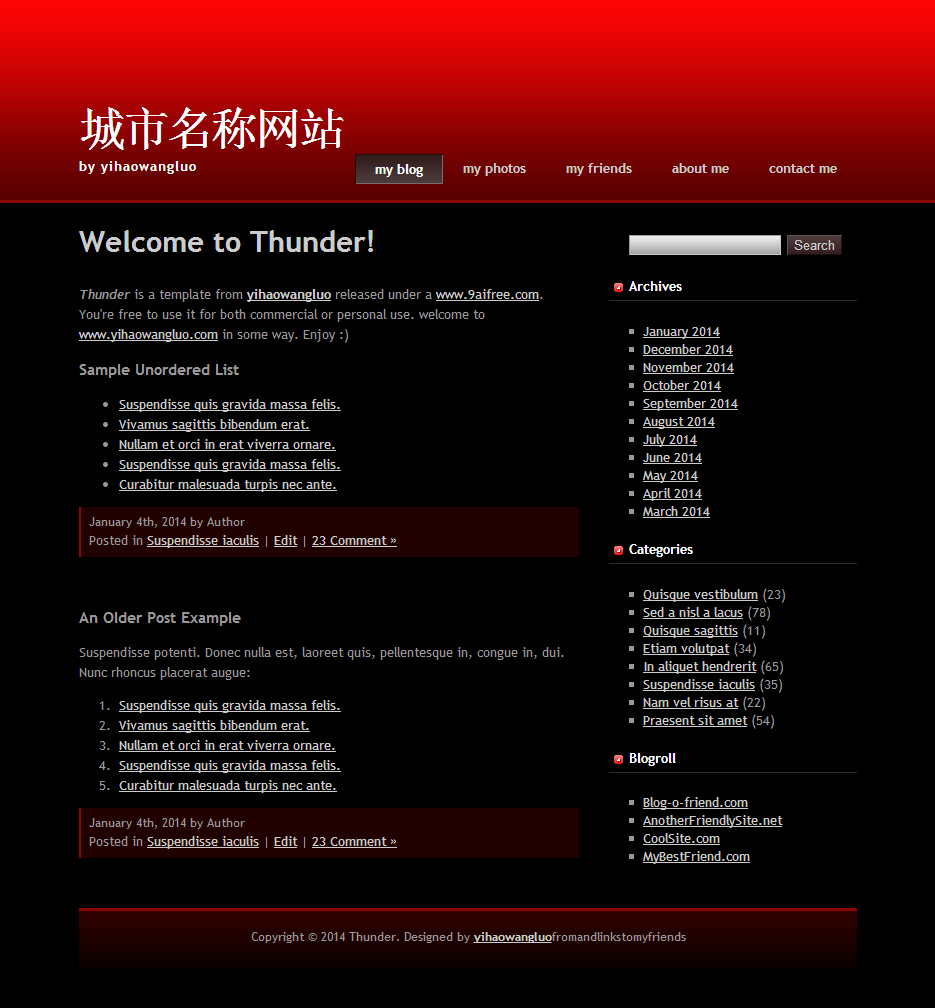 城市名称网站
by yihaowangluo
my blog
my photos
my friends
about me
contact me
Welcome to Thunder!
Thunder is a template from yihaowangluo released under a www.9aifree.com.
You're free to use it for both commercial or personal use. welcome to
www.yihaowangluo.com in some way. Enjoy :)
Sample Unordered List
Suspendisse quis gravida massa felis.
Vivamus sagittis bibendum erat.
Nullam et orci in erat viverra ornare.
Suspendisse quis gravida massa felis.
Curabitur malesuada turpis nec ante.
January 4th, 2014 by Author
Posted in Suspendisse iaculis | Edit | 23 Comment »
An Older Post Example
Suspendisse potenti. Donec nulla est, laoreet quis, pellentesque in, congue in, dui.
Nunc rhoncus placerat augue:
1. Suspendisse quis gravida massa felis.
2. Vivamus sagittis bibendum erat.
3. Nullam et orci in erat viverra ornare.
4. Suspendisse quis gravida massa felis.
5. Curabitur malesuada turpis nec ante.
January 4th, 2014 by Author
Posted in Suspendisse iaculis | Edit | 23 Comment »
Search
Archives
January 2014
December 2014
November 2014
October 2014
September 2014
August 2014
July 2014
June 2014
May 2014
April 2014
March 2014
Categories
Quisque vestibulum (23)
Sed a nisl a lacus (78)
Quisque sagittis (11)
Etiam volutpat (34)
In aliquet hendrerit (65)
Suspendisse iaculis (35)
Nam vel risus at (22)
Praesent sit amet (54)
Blogroll
Blog-o-friend.com
AnotherFriendlySite.net
CoolSite.com
MyBestFriend.com
Copyright © 2014 Thunder. Designed by yihaowangluofromandlinkstomyfriends